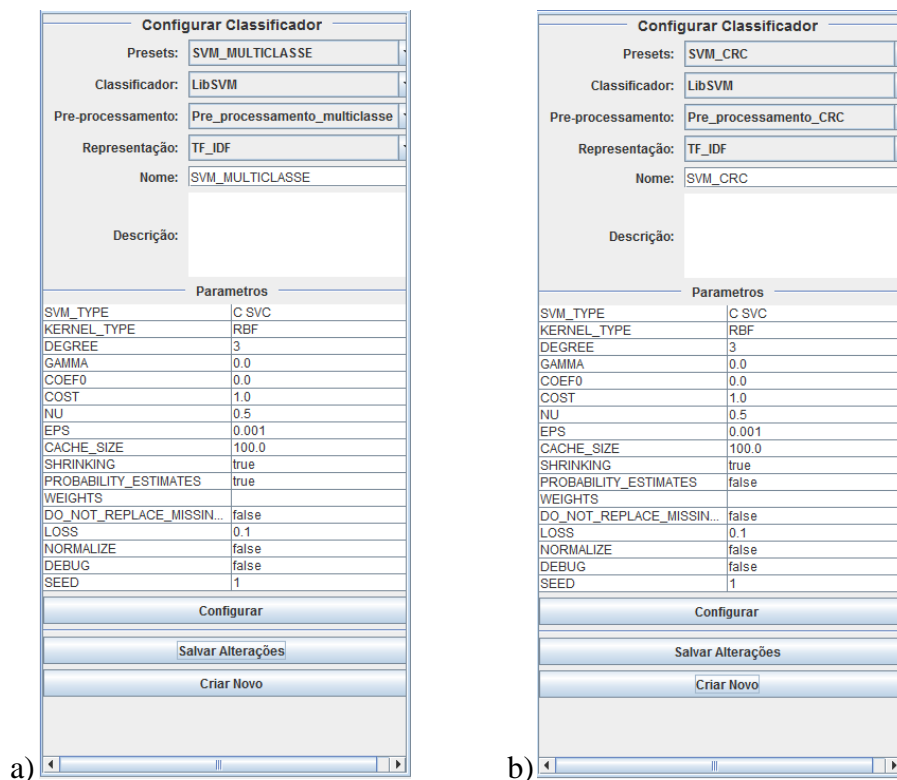 Configurar Classificador
Presets: SVM_MULTICLASSE
Classificador: LibSVM
Pre-processamento: Pre_processamento_multiclasse
Representação: TF_IDF
Nome: SVM_MULTICLASSE
Descrição:
Parametros
SVM_TYPE C SVC
KERNEL_TYPE RBF
DEGREE 3
GAMMA 0.0
COEF0 0.0
COST 1.0
NU 0.5
EPS 0.001
CACHE_SIZE 100.0
SHRINKING true
PROBABILITY_ESTIMATES true
WEIGHTS
DO_NOT_REPLACE_MISSIN... false
LOSS 0.1
NORMALIZE false
DEBUG false
SEED 1
Configurar
Salvar Alterações
Criar Novo
a)
Configurar Classificador
Presets: SVM_CRC
Classificador: LibSVM
Pre-processamento: Pre_processamento_CRC
Representação: TF_IDF
Nome: SVM_CRC
Descrição:
Parametros
SVM_TYPE C SVC
KERNEL_TYPE RBF
DEGREE 3
GAMMA 0.0
COEF0 0.0
COST 1.0
NU 0.5
EPS 0.001
CACHE_SIZE 100.0
SHRINKING true
PROBABILITY_ESTIMATES false
WEIGHTS
DO_NOT_REPLACE_MISSIN... false
LOSS 0.1
NORMALIZE false
DEBUG false
SEED 1
Configurar
Salvar Alterações
Criar Novo
b)